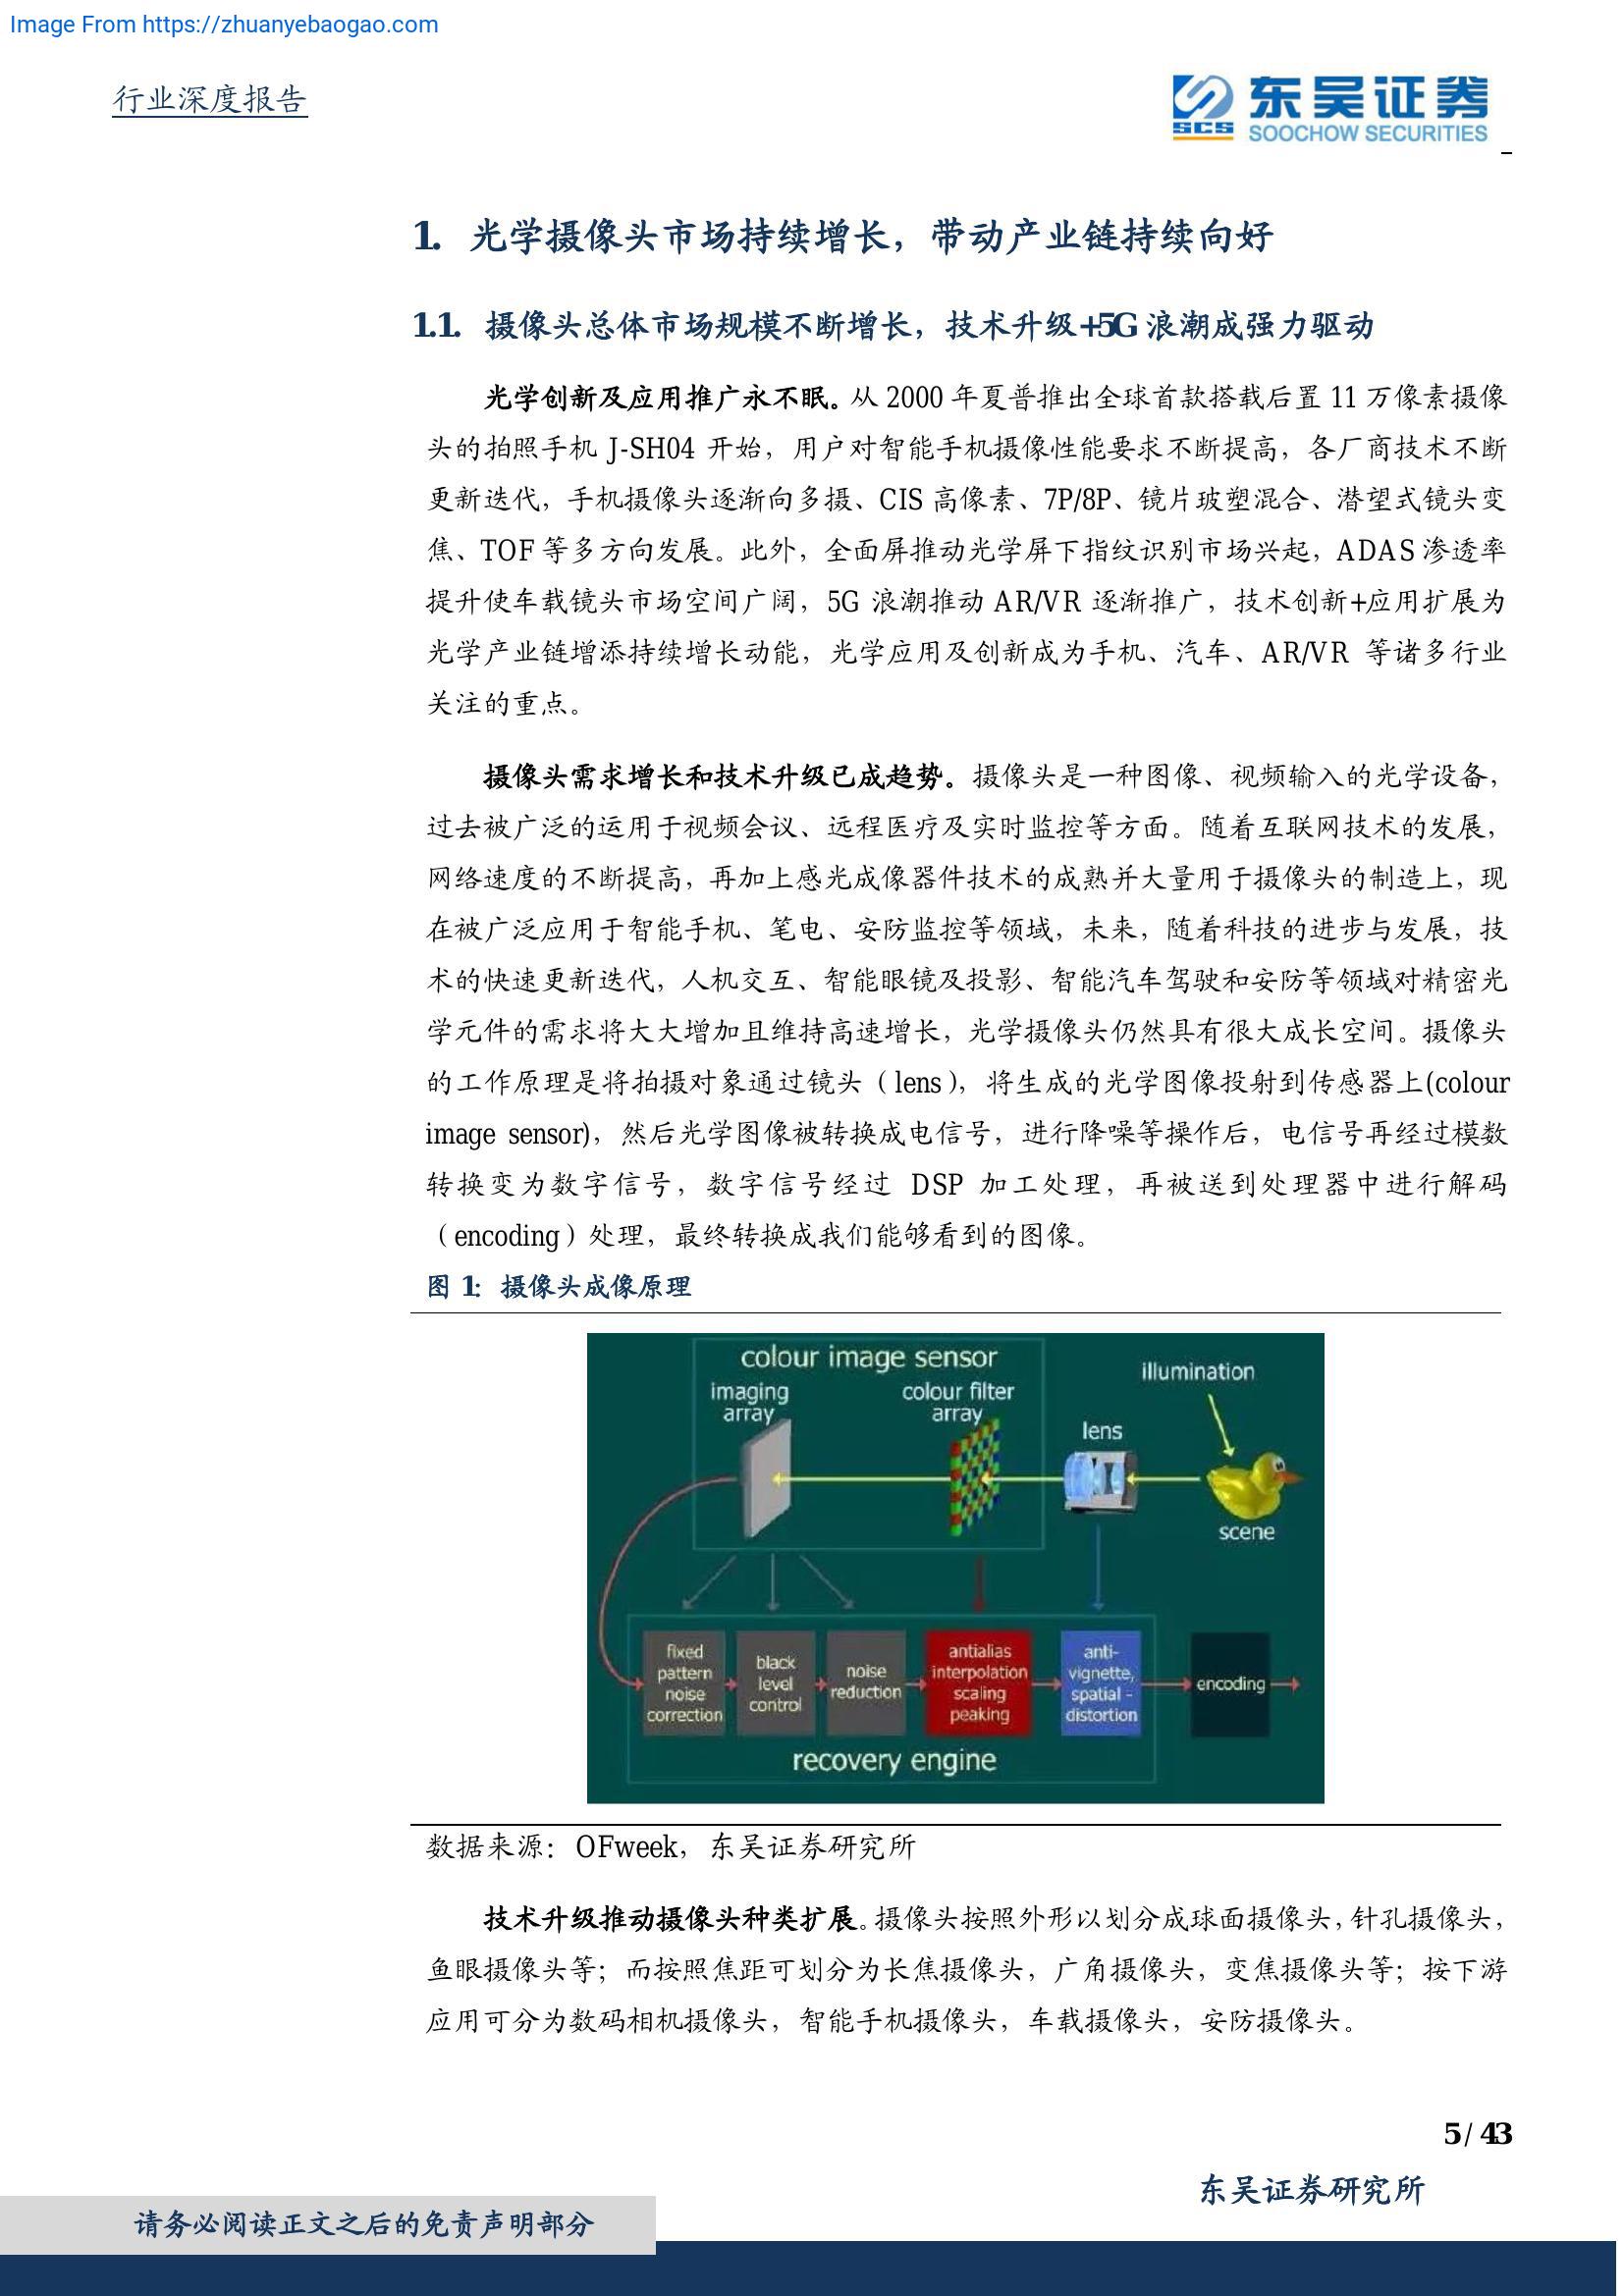 Image From https://zhuanyebaogao.com
行业深度报告
SCS
东吴证券
SOOCHOW SECURITIES
1. 光学摄像头市场持续增长，带动产业链持续向好
1.1. 摄像头总体市场规模不断增长，技术升级+5G 浪潮成强力驱动
光学创新及应用推广永不眠。从 2000 年夏普推出全球首款搭载后置 11 万像素摄像
头的拍照手机 J-SH04 开始，用户对智能手机摄像性能要求不断提高，各厂商技术不断
更新迭代，手机摄像头逐渐向多摄、CIS 高像素、7P/8P、镜片玻塑混合、潜望式镜头变
焦、TOF 等多方向发展。此外，全面屏推动光学屏下指纹识别市场兴起，ADAS 渗透率
提升使车载镜头市场空间广阔，5G 浪潮推动 AR/VR 逐渐推广，技术创新+应用扩展为
光学产业链增添持续增长动能，光学应用及创新成为手机、汽车、AR/VR 等诸多行业
关注的重点。
摄像头需求增长和技术升级已成趋势。摄像头是一种图像、视频输入的光学设备，
过去被广泛的运用于视频会议、远程医疗及实时监控等方面。随着互联网技术的发展，
网络速度的不断提高，再加上感光成像器件技术的成熟并大量用于摄像头的制造上，现
在被广泛应用于智能手机、笔电、安防监控等领域，未来，随着科技的进步与发展，技
术的快速更新迭代，人机交互、智能眼镜及投影、智能汽车驾驶和安防等领域对精密光
学元件的需求将大大增加且维持高速增长，光学摄像头仍然具有很大成长空间。摄像头
的工作原理是将拍摄对象通过镜头（lens），将生成的光学图像投射到传感器上(colour
image sensor)，然后光学图像被转换成电信号，进行降噪等操作后，电信号再经过模数
转换变为数字信号，数字信号经过 DSP 加工处理，再被送到处理器中进行解码
（encoding）处理，最终转换成我们能够看到的图像。
图 1：摄像头成像原理
colour image sensor
illumination
imaging
array
colour filter
array
lens
scene
fixed
pattern
noise
correction
black
level
control
noise
reduction
antialias
interpolation
scaling
peaking
anti-
vignette,
spatial -
distortion
encoding
recovery engine
数据来源：OFweek，东吴证券研究所
技术升级推动摄像头种类扩展。摄像头按照外形以划分成球面摄像头，针孔摄像头，
鱼眼摄像头等；而按照焦距可划分为长焦摄像头，广角摄像头，变焦摄像头等；按下游
应用可分为数码相机摄像头，智能手机摄像头，车载摄像头，安防摄像头。
5 / 43
东吴证券研究所
请务必阅读正文之后的免责声明部分